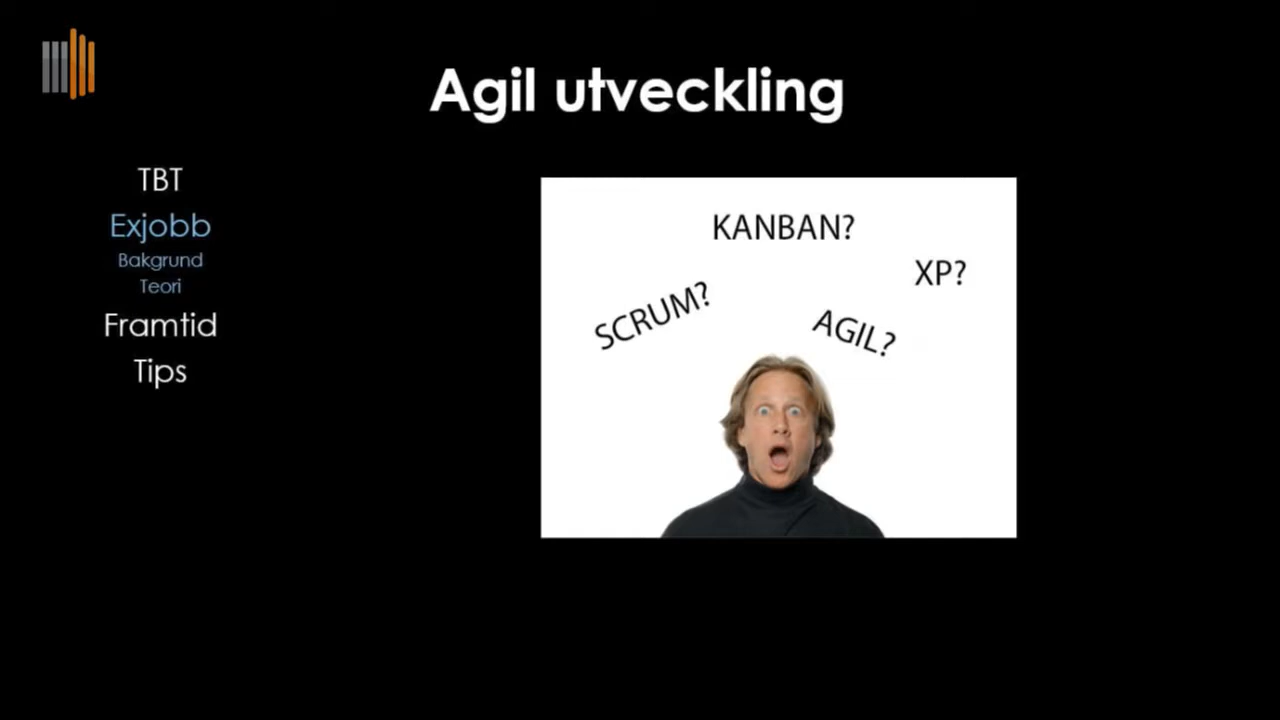 Agil utveckling
TBT
Exjobb
Bakgrund
Teori
Framtid
Tips
KANBAN?
XP?
SCRUM?
AGIL?